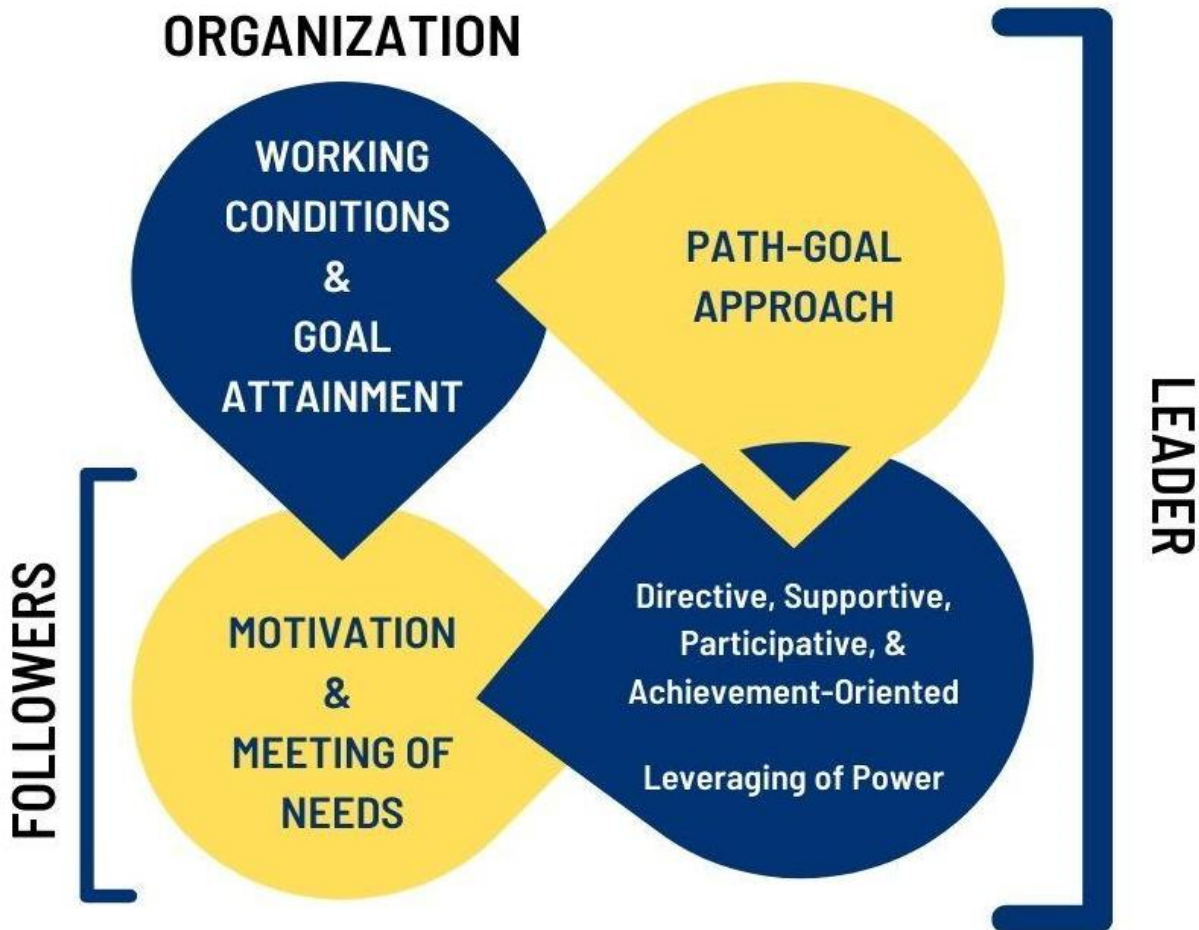 ORGANIZATION
WORKING
CONDITIONS
&
GOAL
ATTAINMENT
PATH-GOAL
APPROACH
LEADER
FOLLOWERS
MOTIVATION
&
MEETING OF
NEEDS
Directive, Supportive,
Participative, &
Achievement-Oriented
Leveraging of Power